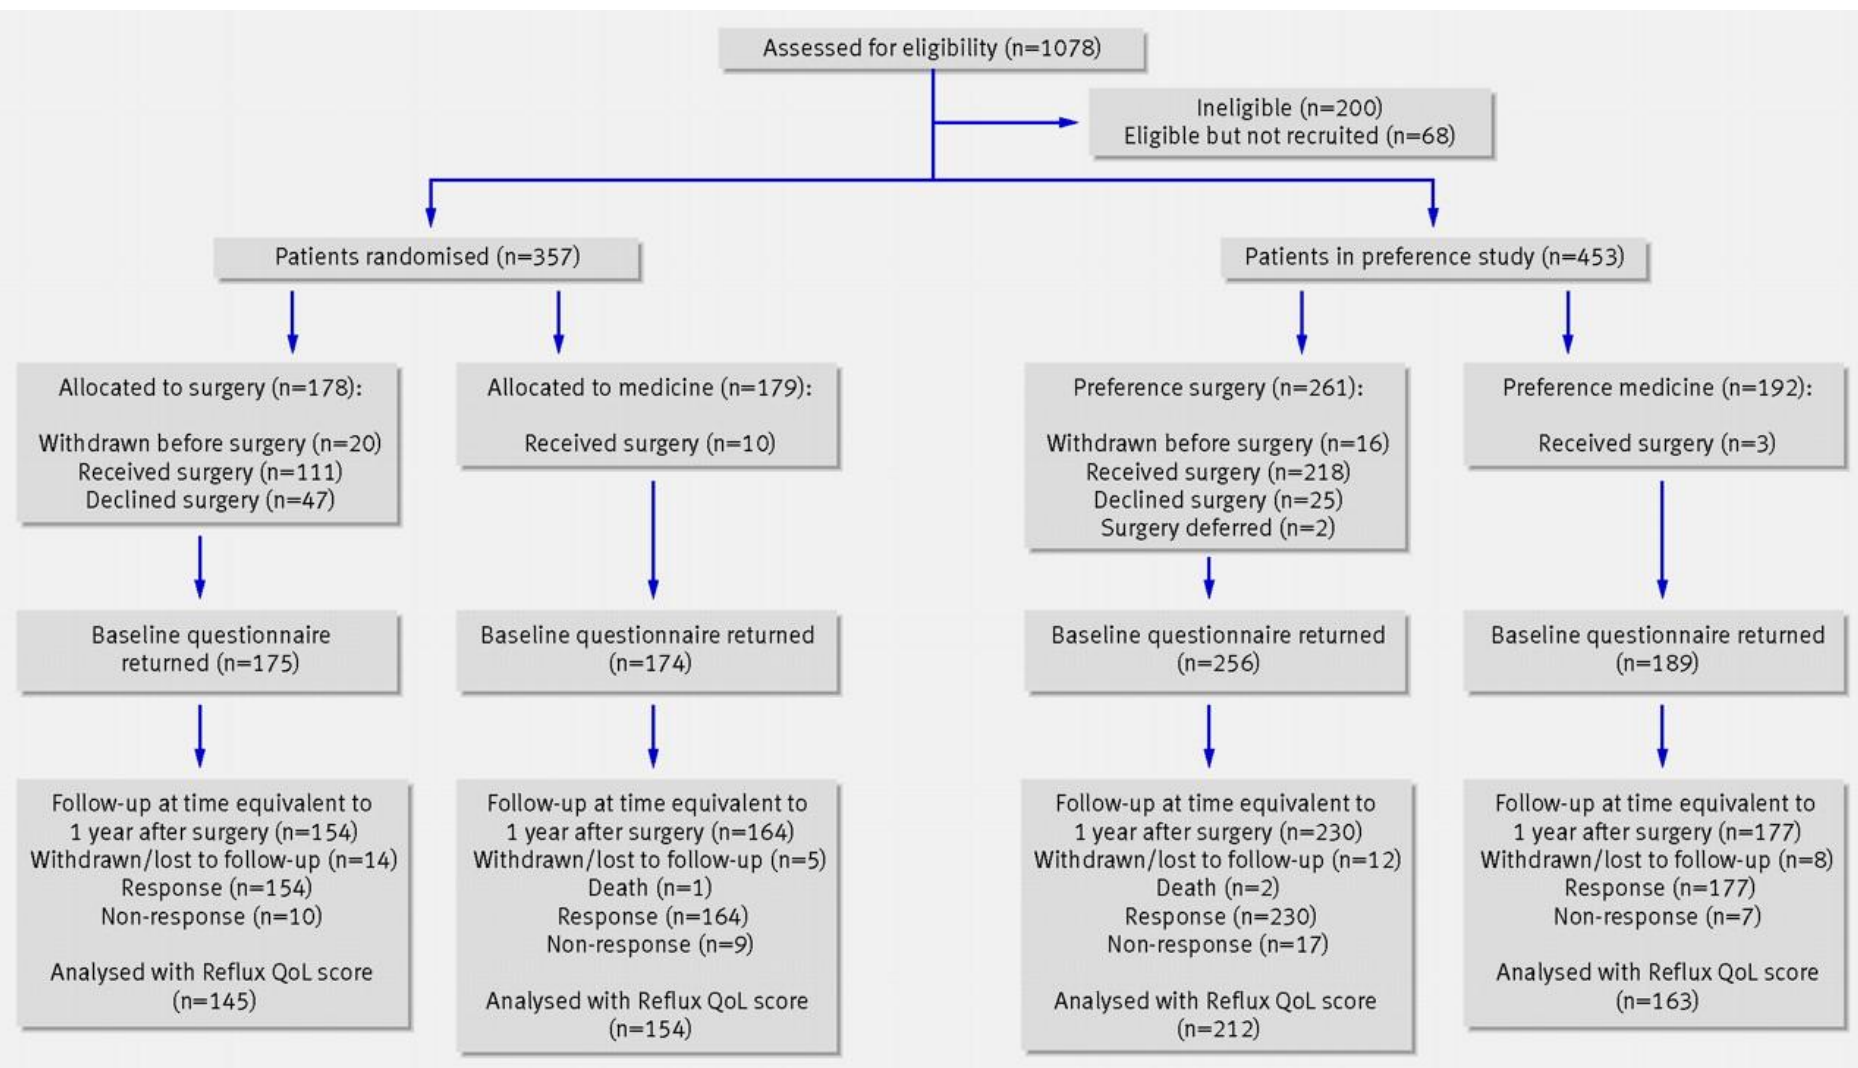 Assessed for eligibility (n=1078)
Ineligible (n=200)
Eligible but not recruited (n=68)
Patients randomised (n=357)
Patients in preference study (n=453)
Allocated to surgery (n=178):
Withdrawn before surgery (n=20)
Received surgery (n=111)
Declined surgery (n=47)
Allocated to medicine (n=179):
Received surgery (n=10)
Preference surgery (n=261):
Withdrawn before surgery (n=16)
Received surgery (n=218)
Declined surgery (n=25)
Surgery deferred (n=2)
Preference medicine (n=192):
Received surgery (n=3)
Baseline questionnaire
returned (n=175)
Baseline questionnaire returned
(n=174)
Baseline questionnaire returned
(n=256)
Baseline questionnaire returned
(n=189)
Follow-up at time equivalent to
1 year after surgery (n=154)
Withdrawn/lost to follow-up (n=14)
Response (n=154)
Non-response (n=10)
Analysed with Reflux QoL score
(n=145)
Follow-up at time equivalent to
1 year after surgery (n=164)
Withdrawn/lost to follow-up (n=5)
Death (n=1)
Response (n=164)
Non-response (n=9)
Analysed with Reflux QoL score
(n=154)
Follow-up at time equivalent to
1 year after surgery (n=230)
Withdrawn/lost to follow-up (n=12)
Death (n=2)
Response (n=230)
Non-response (n=17)
Analysed with Reflux QoL score
(n=212)
Follow-up at time equivalent to
1 year after surgery (n=177)
Withdrawn/lost to follow-up (n=8)
Response (n=177)
Non-response (n=7)
Analysed with Reflux QoL score
(n=163)